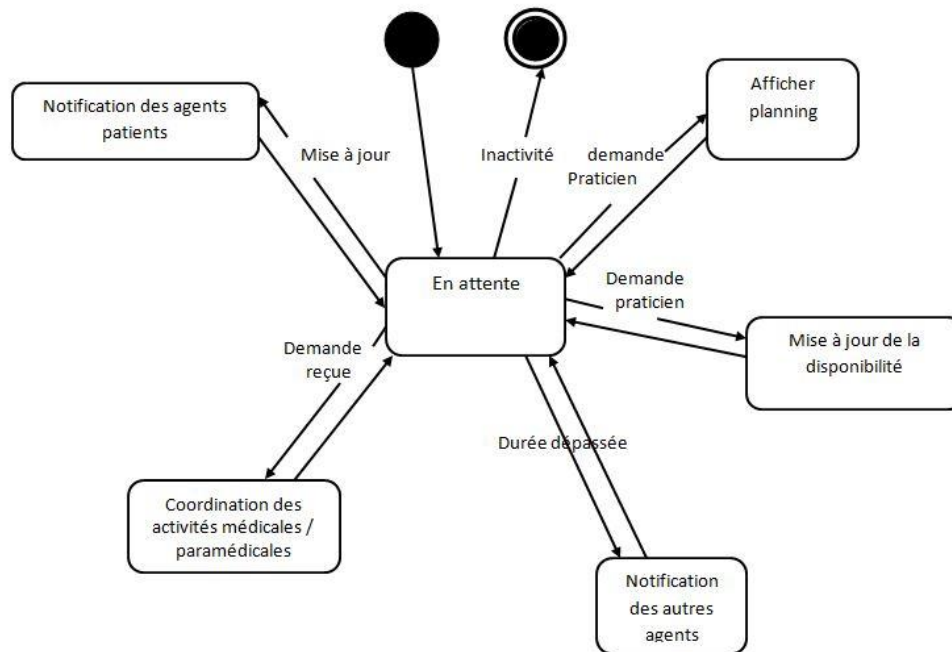 Notification des agents
patients
Mise à jour
Inactivité
demande
Praticien
Afficher
planning
En attente
Demande
praticien
Mise à jour de la
disponibilité
Demande
reçue
Durée dépassée
Coordination des
activités médicales /
paramédicales
Notification
des autres
agents